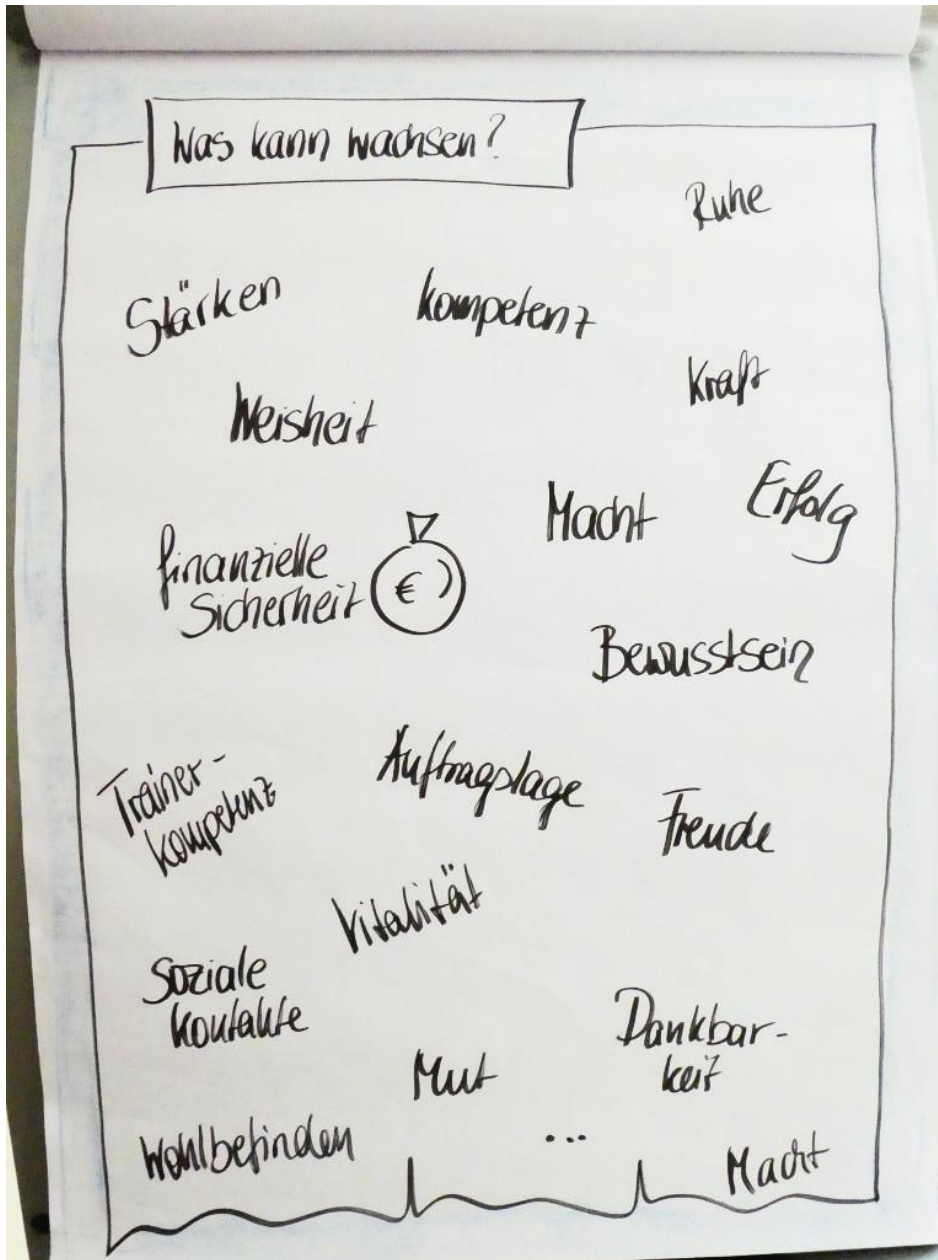 Was kann wachsen?
Ruhe
Stärken
Kompetenz
Kraft
Weisheit
Macht
Erfolg
finanzielle
Sicherheit
€
Bewusstsein
Trainer-
kompetenz
Auftragslage
Freude
Vitalität
Soziale
Kontakte
Dankbar-
keit
Mut
Wohlbefinden
...
Macht